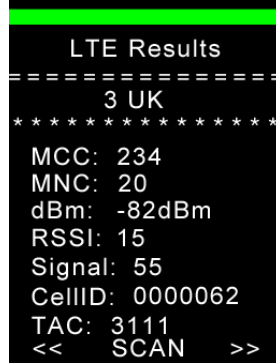 LTE Results
===============
3 UK
***************
MCC: 234
MNC: 20
dBm: -82dBm
RSSI: 15
Signal: 55
CellID: 0000062
TAC: 3111
<< SCAN >>